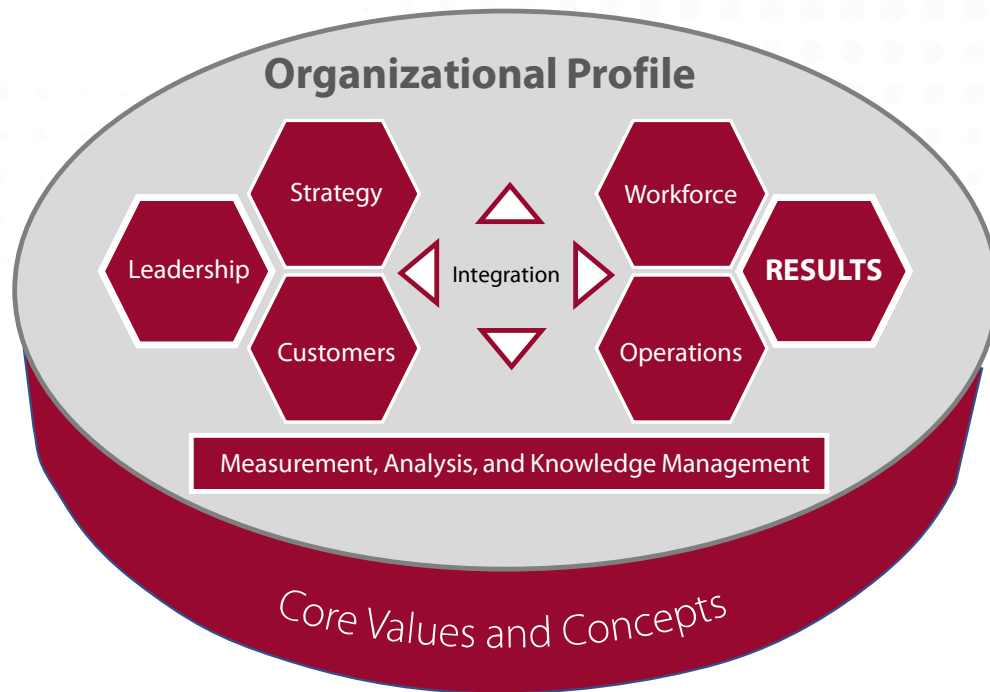 Organizational Profile
Strategy
Workforce
Leadership
Integration
RESULTS
Customers
Operations
Measurement, Analysis, and Knowledge Management
Core Values and Concepts